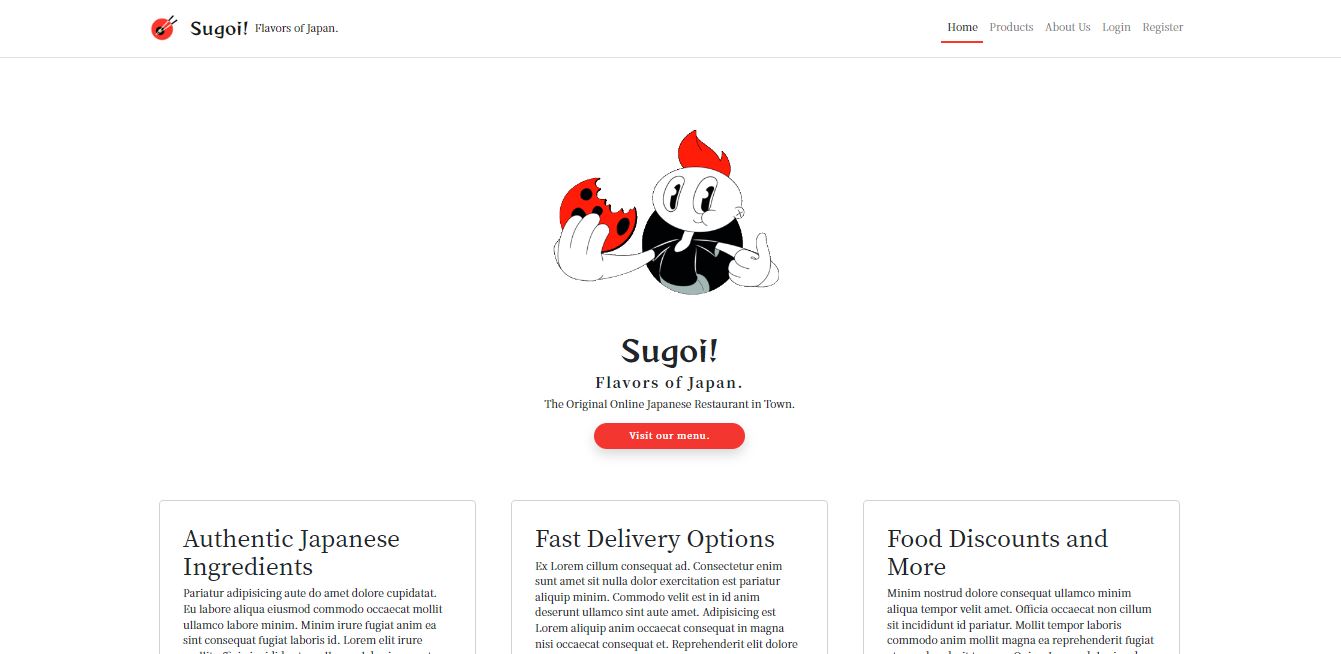 Sugoi! Flavors of Japan.
Home Products About Us Login Register
Sugoi!
Flavors of Japan.
The Original Online Japanese Restaurant in Town.
Visit our menu.
Authentic Japanese
Ingredients
Pariatur adipisicing aute do amet dolore cupidatat.
Eu labore aliqua eiusmod commodo occaecat mollit
ullamco labore minim. Minim irure fugiat anim ea
sint consequat fugiat laboris id. Lorem elit irure
Fast Delivery Options
Ex Lorem cillum consequat ad. Consectetur enim
sunt amet sit nulla dolor exercitation est pariatur
aliquip minim. Commodo velit est in id anim
deserunt ullamco sint aute amet. Adipisicing est
Lorem aliquip anim occaecat consequat in magna
nisi occaecat consequat et. Reprehenderit elit dolore
Food Discounts and
More
Minim nostrud dolore consequat ullamco minim
aliqua tempor velit amet. Officia occaecat non cillum
sit incididunt id pariatur. Mollit tempor laboris
commodo anim mollit magna ea reprehenderit fugiat